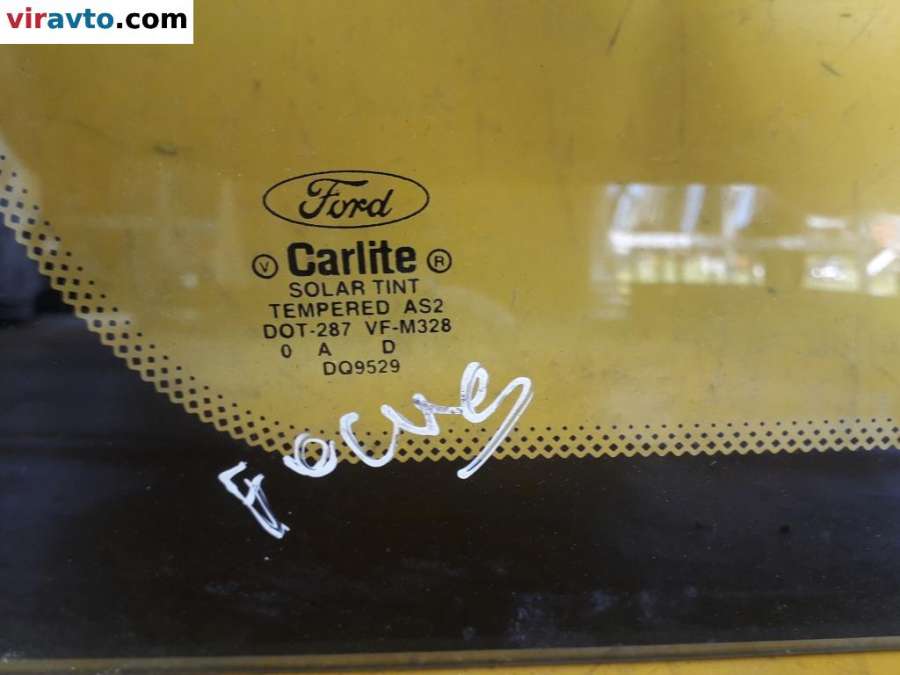 viravto.com
Ford
V Carlite R
SOLAR TINT
TEMPERED AS2
DOT-287 VF-M328
0 A D
DQ9529
Focus